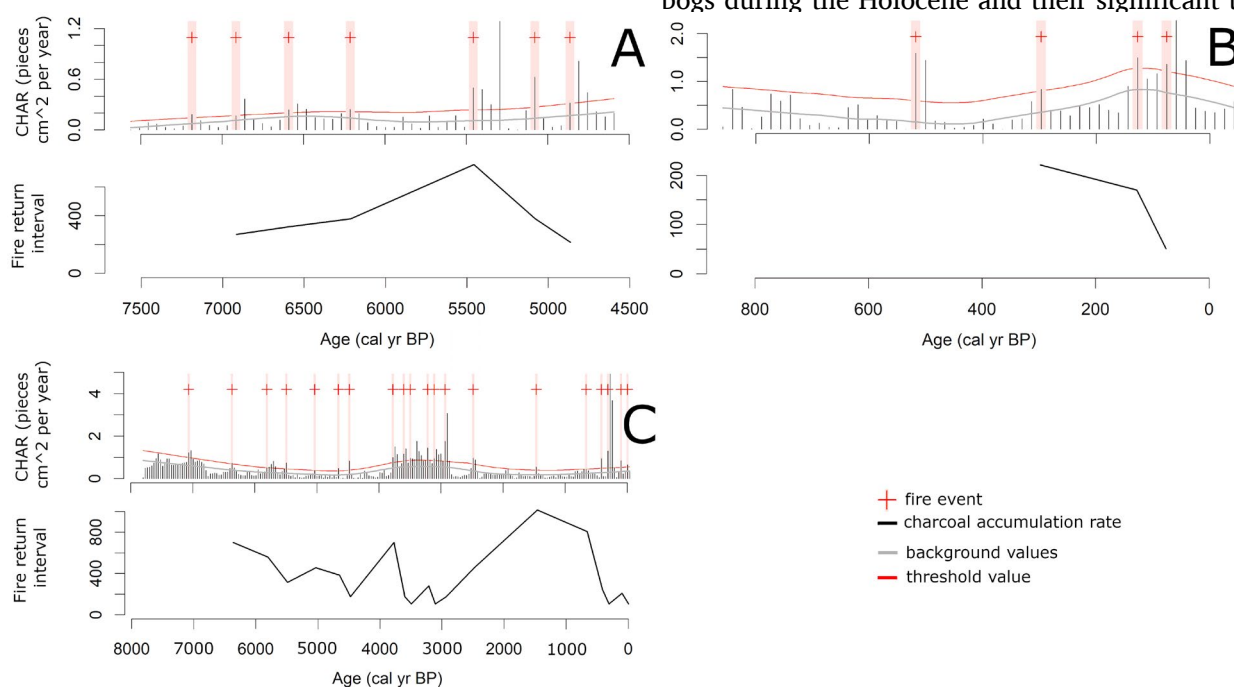 bogs during the Holocene and their significant t
A
CHAR (pieces
cm^2 per year)
0.0 0.6 1.2
Fire return
interval
0 400
7500 7000 6500 6000 5500 5000 4500
Age (cal yr BP)
B
0.0 1.0 2.0
0 100 200
800 600 400 200 0
Age (cal yr BP)
C
CHAR (pieces
cm^2 per year)
0 2 4
Fire return
interval
0 400 800
8000 7000 6000 5000 4000 3000 2000 1000 0
Age (cal yr BP)
fire event
charcoal accumulation rate
background values
threshold value